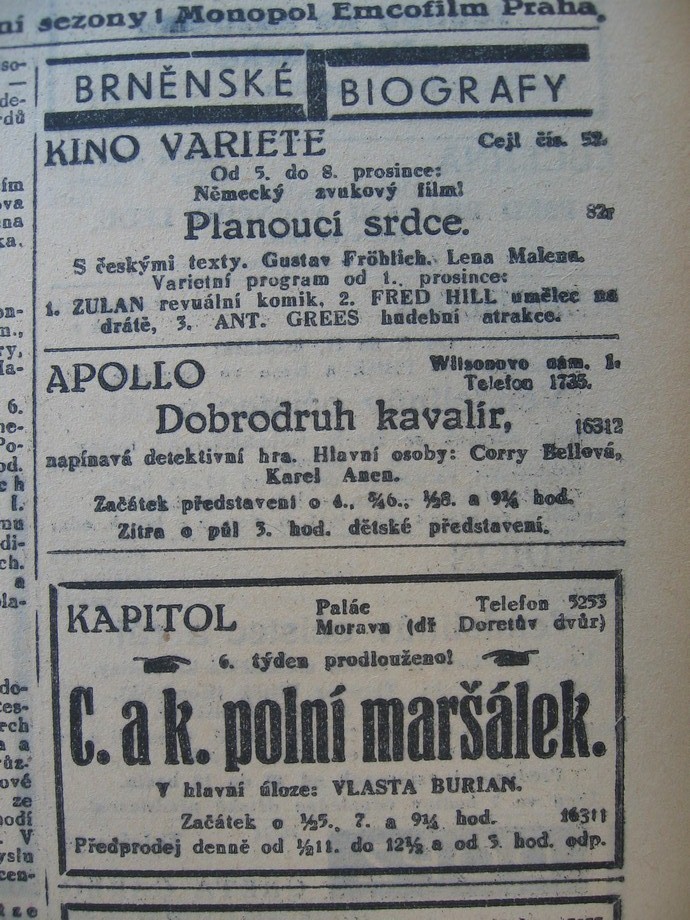 ní sezony! Monopol Emcofilm Praha.
BRNĚNSKÉ BIOGRAFY
KINO VARIETE Cejl čís. 52.
Od 5. do 8. prosince:
Německý zvukový film!
Planoucí srdce. 82r
S českými texty. Gustav Fröhlich. Lena Malena.
Varietní program od 1. prosince:
1. ZULAN revuální komik, 2. FRED HILL umělec na
drátě, 3. ANT. GREES hudební atrakce.
APOLLO Wilsonovo nám. 1.
Telefon 1735.
Dobrodruh kavalír, 16312
napínavá detektivní hra. Hlavní osoby: Corry Bellová,
Karel Anen.
Začátek představení o 4., ¾6., ½8. a 9¼ hod.
Zítra o půl 3. hod. dětské představení.
KAPITOL Palác Telefon 5253
Morava (dř Doretův dvůr)
6. týden prodlouženo!
C. a k. polní maršálek.
V hlavní úloze: VLASTA BURIAN.
Začátek o ½5., 7. a 9¼ hod. 16311
Předprodej denně od ½11. do 12½ a od 3. hod. odp.